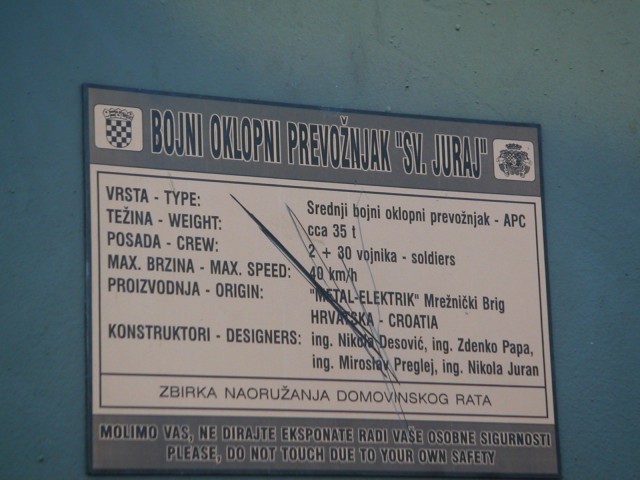 BOJNI OKLOPNI PREVOŽNJAK "SV. JURAJ"
VRSTA - TYPE: Srednji bojni oklopni prevožnjak - APC
TEŽINA - WEIGHT: cca 35 t
POSADA - CREW: 2 + 30 vojnika - soldiers
MAX. BRZINA - MAX. SPEED: 40 km/h
PROIZVODNJA - ORIGIN: "METAL-ELEKTRIK" Mrežnički Brig
HRVATSKA - CROATIA
KONSTRUKTORI - DESIGNERS: ing. Nikola Desović, ing. Zdenko Papa,
ing. Miroslav Preglej, ing. Nikola Juran
ZBIRKA NAORUŽANJA DOMOVINSKOG RATA
MOLIMO VAS, NE DIRAJTE EKSPONATE RADI VAŠE OSOBNE SIGURNOSTI
PLEASE, DO NOT TOUCH DUE TO YOUR OWN SAFETY